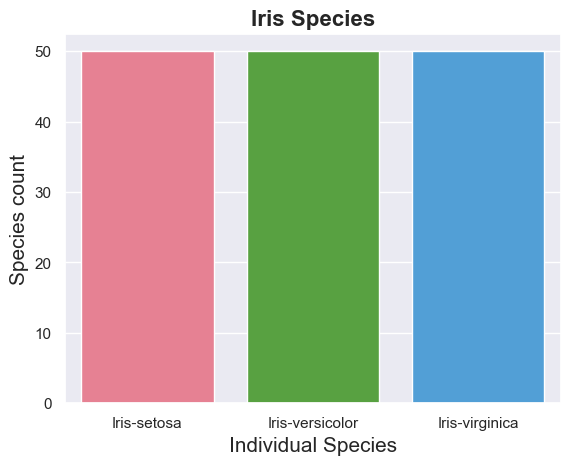 Iris Species
Species count
50
40
30
20
10
0
Iris-setosa Iris-versicolor Iris-virginica
Individual Species